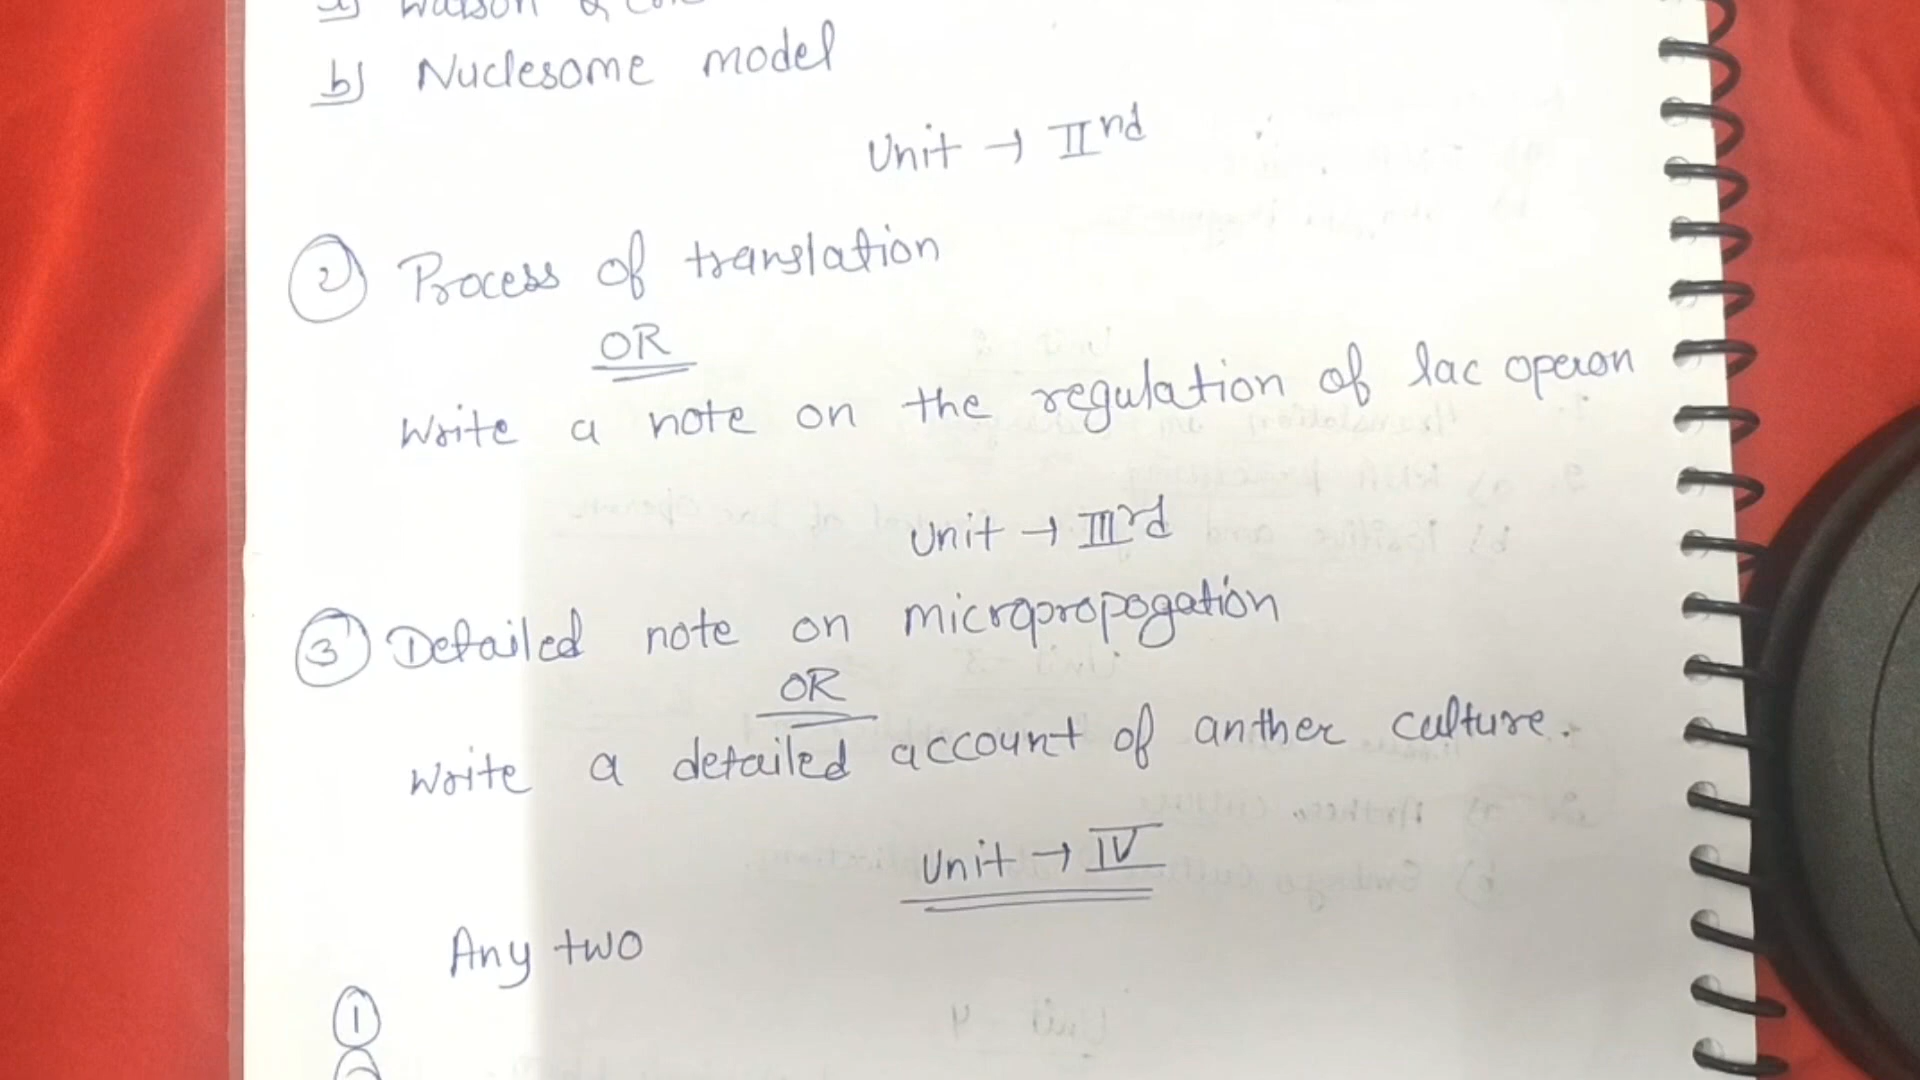 a) Watson &
b) Nuclesome model
Unit → IInd
2 Process of translation
OR
Write a note on the regulation of lac operon
Unit → IIIrd
3 Detailed note on micropropogation
OR
Write a detailed account of anther culture.
Unit → IV
Any two
1